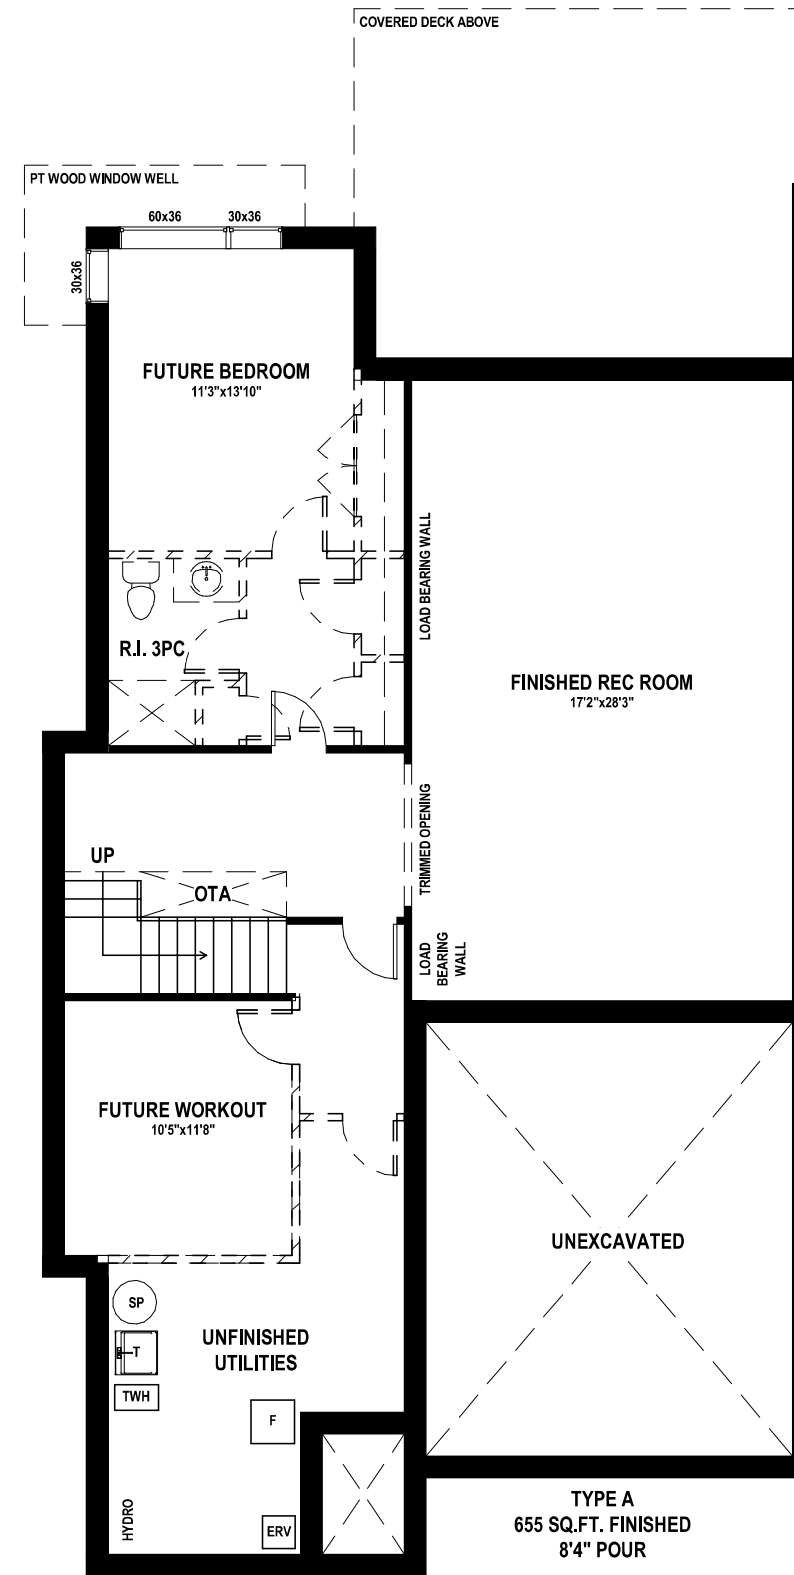 COVERED DECK ABOVE
PT WOOD WINDOW WELL
60x36
30x36
30x36
FUTURE BEDROOM
11'3"x13'10"
LOAD BEARING WALL
R.I. 3PC
FINISHED REC ROOM
17'2"x28'3"
TRIMMED OPENING
UP
OTA
LOAD
BEARING
WALL
FUTURE WORKOUT
10'5"x11'8"
UNEXCAVATED
SP
T
TWH
UNFINISHED
UTILITIES
F
HYDRO
ERV
TYPE A
655 SQ.FT. FINISHED
8'4" POUR